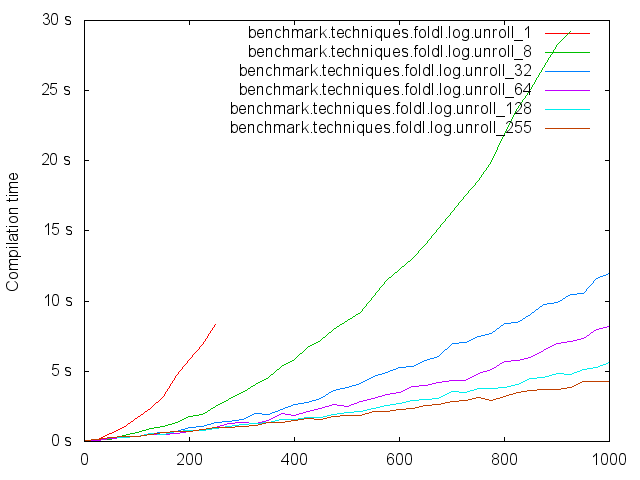 30 s
25 s
20 s
15 s
10 s
5 s
0 s
Compilation time
benchmark.techniques.foldl.log.unroll_1
benchmark.techniques.foldl.log.unroll_8
benchmark.techniques.foldl.log.unroll_32
benchmark.techniques.foldl.log.unroll_64
benchmark.techniques.foldl.log.unroll_128
benchmark.techniques.foldl.log.unroll_255
0 200 400 600 800 1000